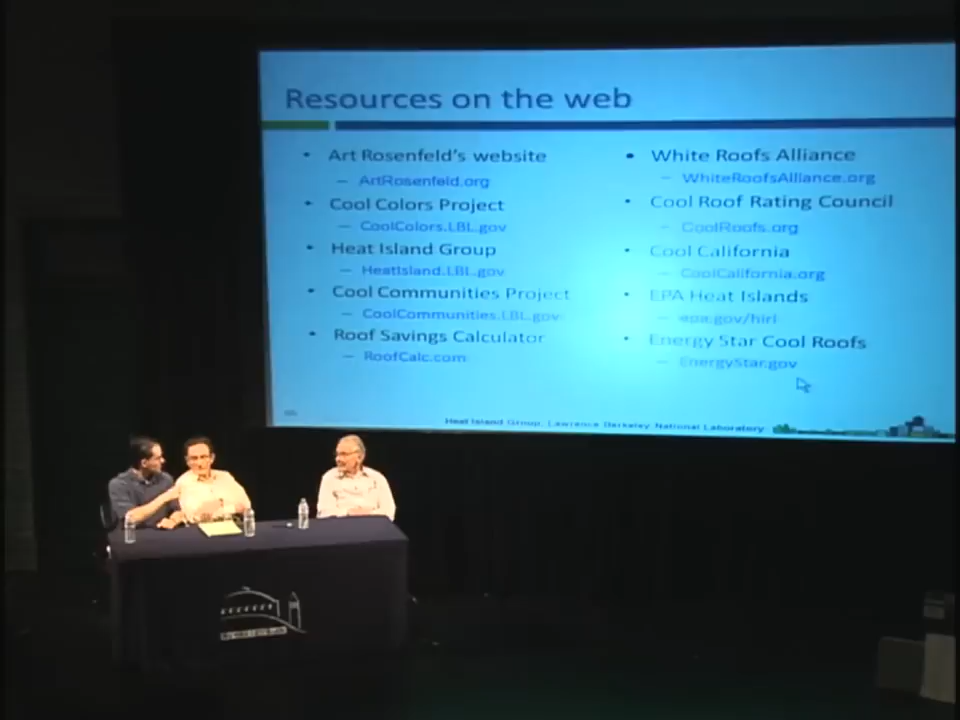 Resources on the web
• Art Rosenfeld's website
– ArtRosenfeld.org
• Cool Colors Project
– CoolColors.LBL.gov
• Heat Island Group
– HeatIsland.LBL.gov
• Cool Communities Project
– CoolCommunities.LBL.gov
• Roof Savings Calculator
– RoofCalc.com
• White Roofs Alliance
– WhiteRoofsAlliance.org
• Cool Roof Rating Council
– CoolRoofs.org
• Cool California
– CoolCalifornia.org
• EPA Heat Islands
– epa.gov/hiri
• Energy Star Cool Roofs
– EnergyStar.gov
Heat Island Group, Lawrence Berkeley National Laboratory